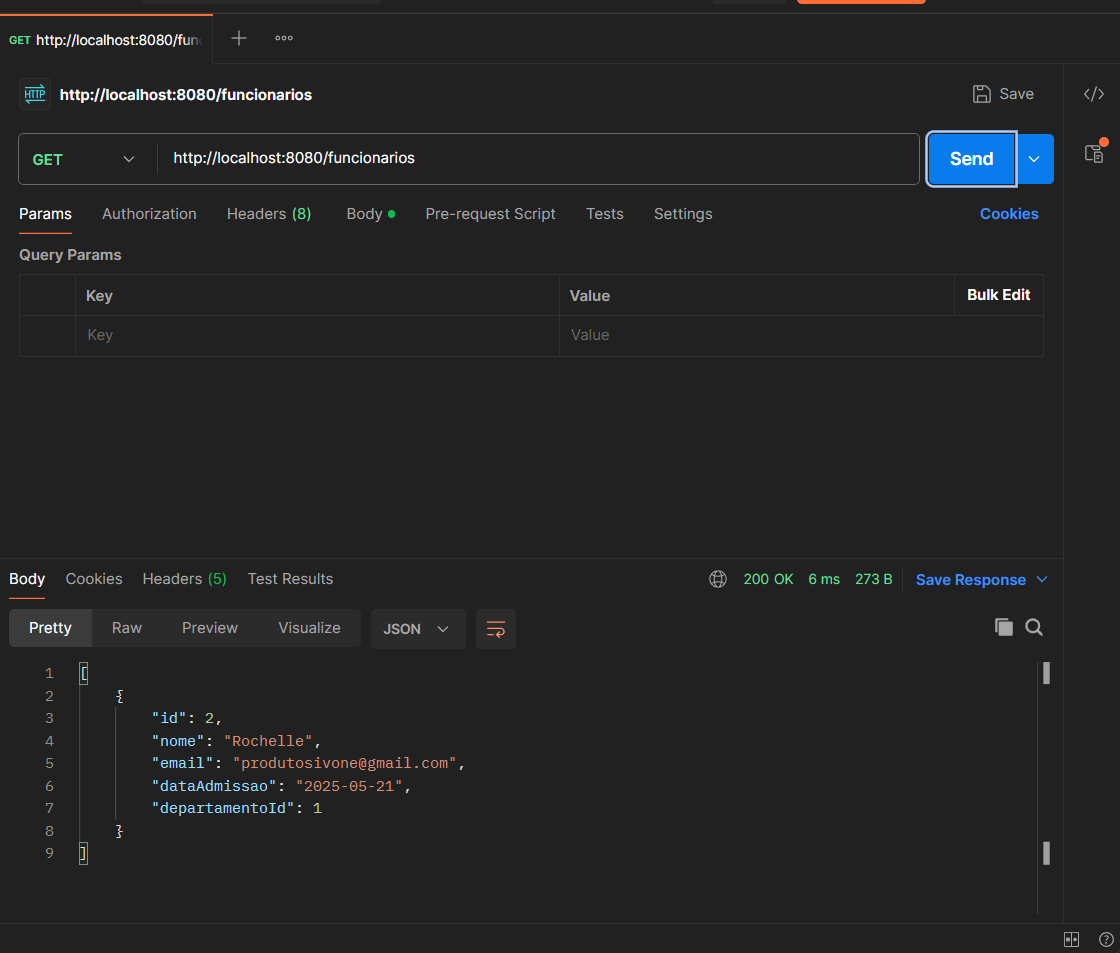 GET http://localhost:8080/fun
HTTP http://localhost:8080/funcionarios Save
GET http://localhost:8080/funcionarios Send
Params Authorization Headers (8) Body Pre-request Script Tests Settings Cookies
Query Params
Key Value Bulk Edit
Key Value
Body Cookies Headers (5) Test Results 200 OK 6 ms 273 B Save Response
Pretty Raw Preview Visualize JSON
1 [
2 {
3 "id": 2,
4 "nome": "Rochelle",
5 "email": "produtosivone@gmail.com",
6 "dataAdmissao": "2025-05-21",
7 "departamentoId": 1
8 }
9 ]